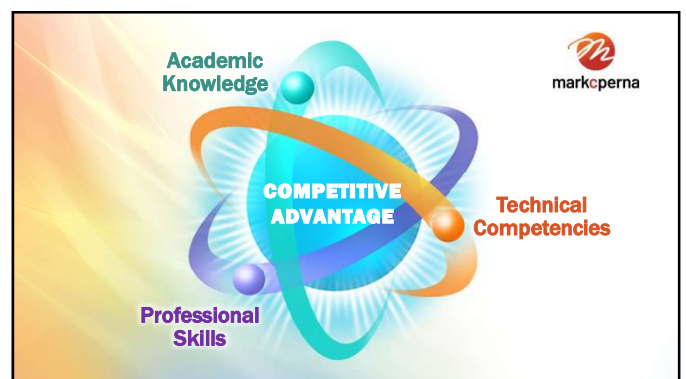 Academic
Knowledge
markcperna
COMPETITIVE
ADVANTAGE
Technical
Competencies
Professional
Skills